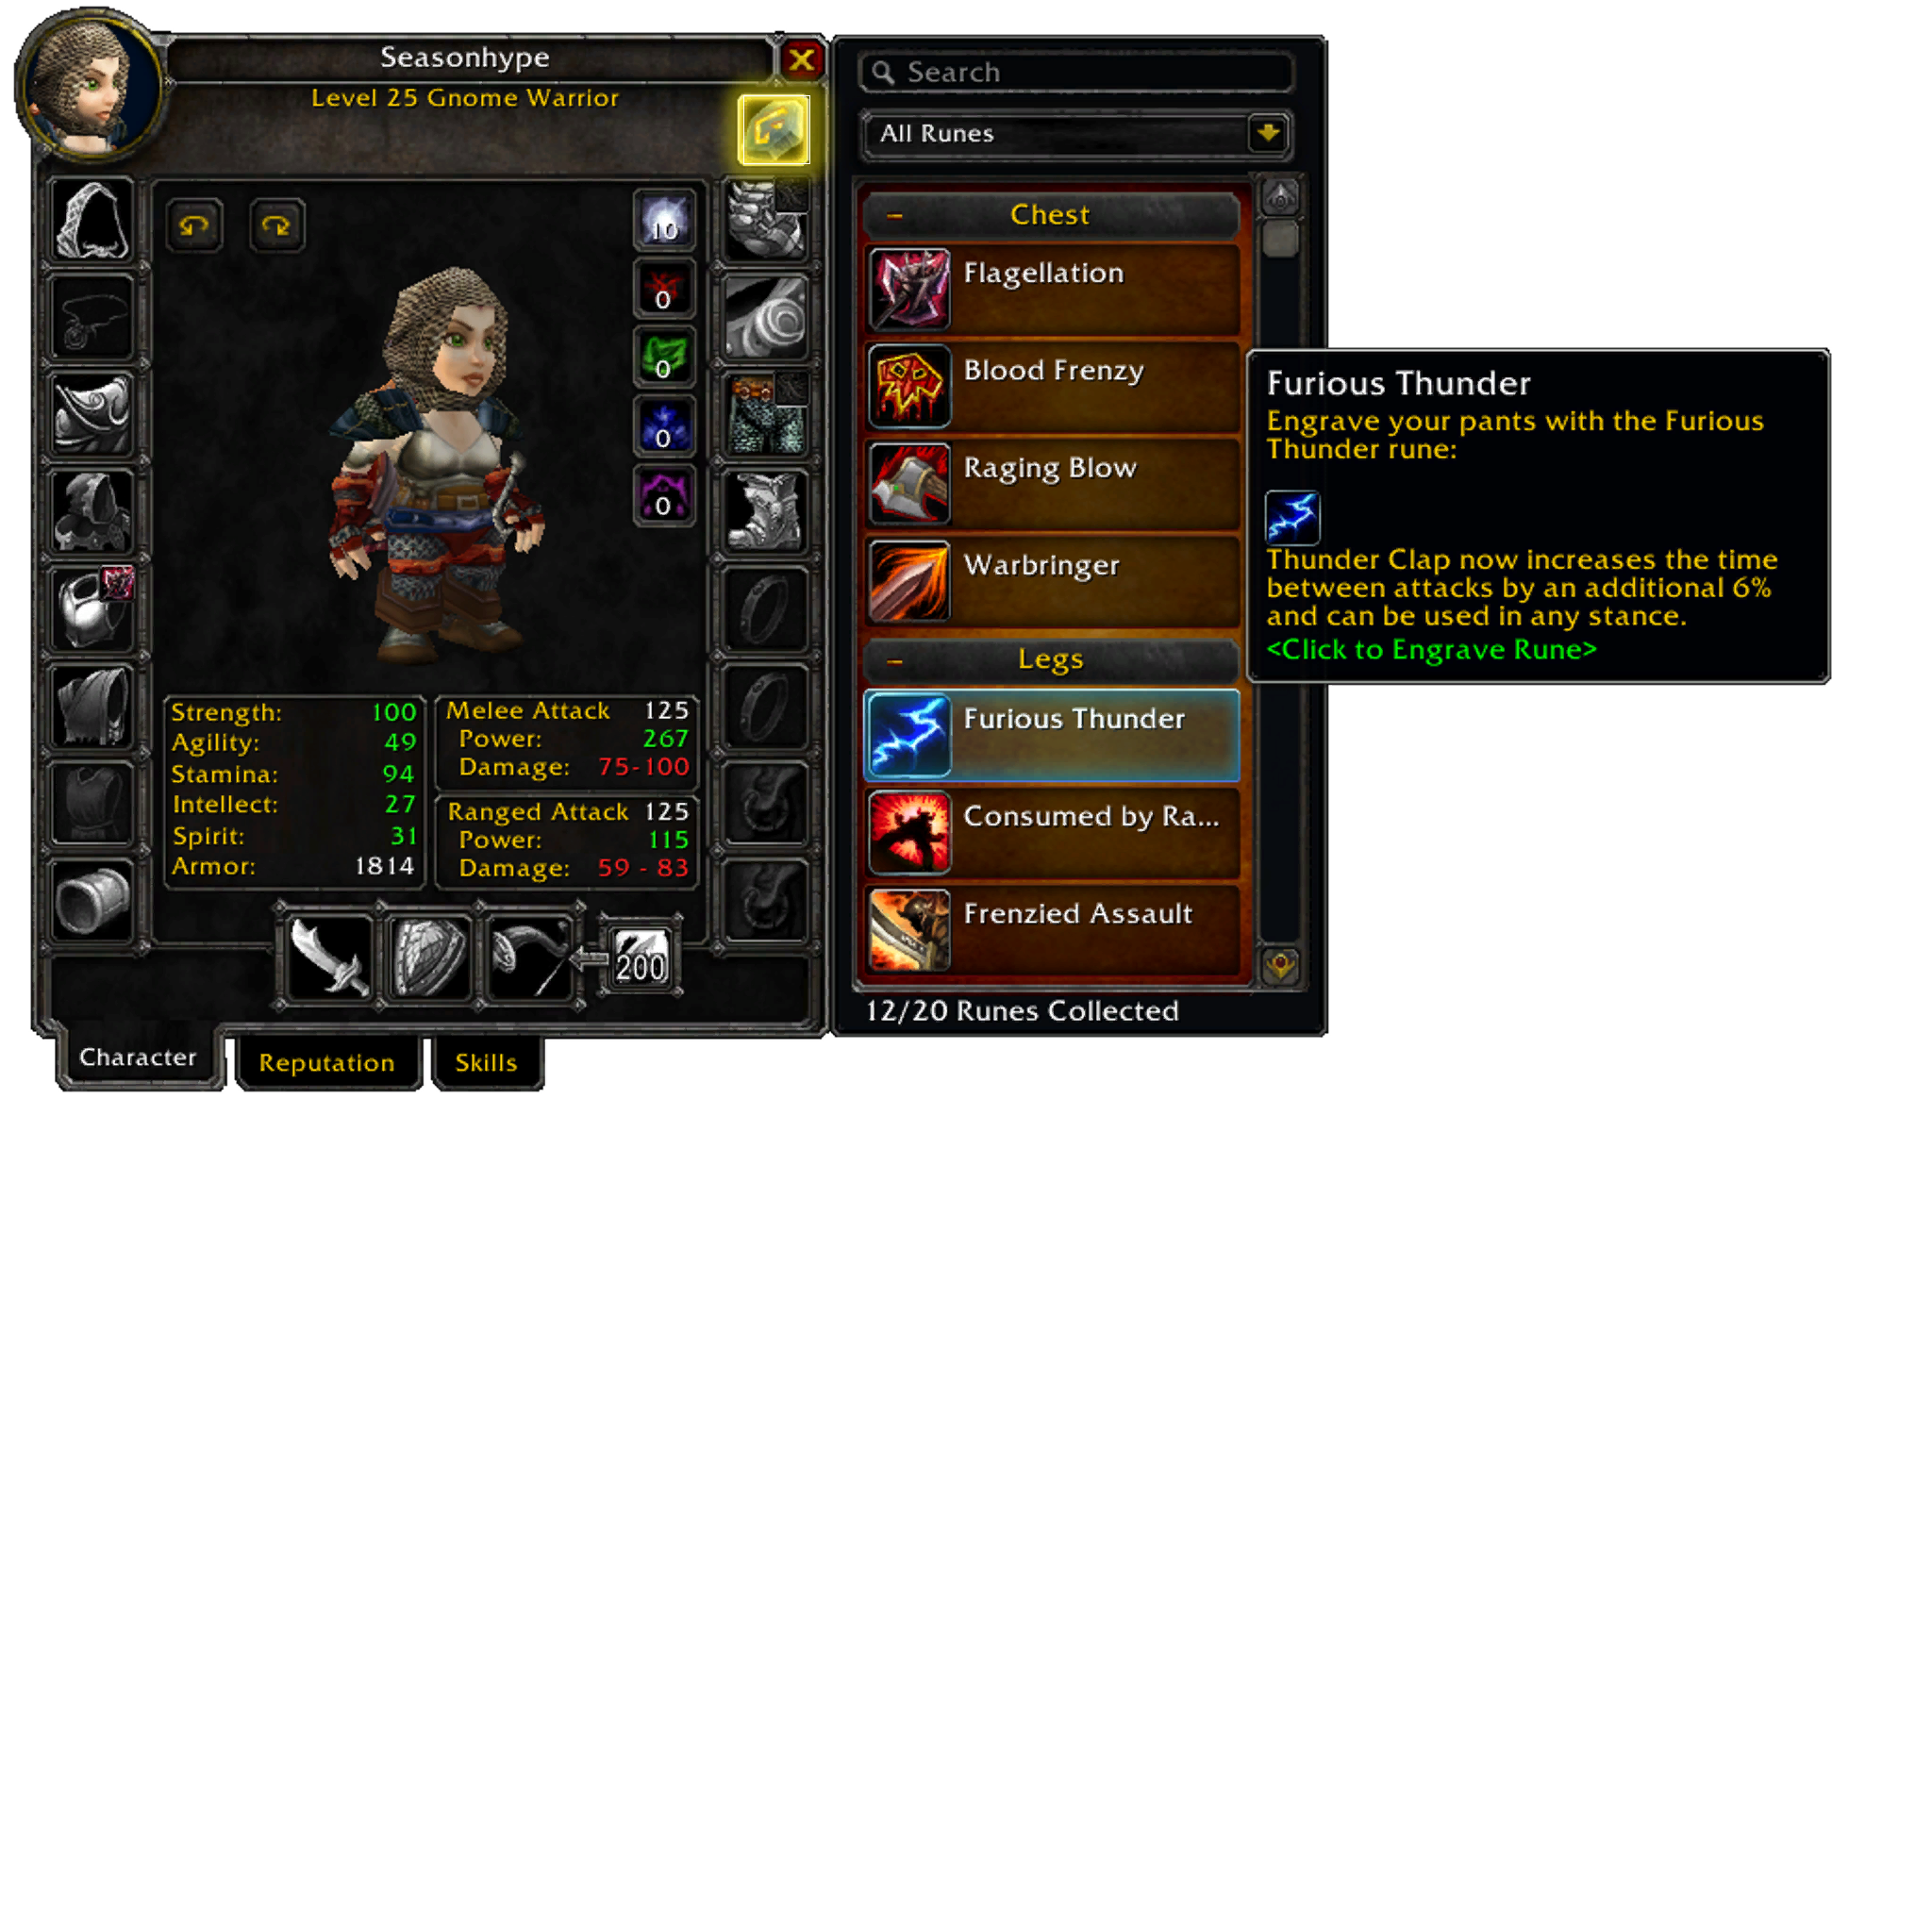 Seasonhype
Level 25 Gnome Warrior
10
0
0
0
0
Strength: 100
Agility: 49
Stamina: 94
Intellect: 27
Spirit: 31
Armor: 1814
Melee Attack 125
Power: 267
Damage: 75-100
Ranged Attack 125
Power: 115
Damage: 59 - 83
200
Character
Reputation
Skills
Search
All Runes
Chest
Flagellation
Blood Frenzy
Raging Blow
Warbringer
Legs
Furious Thunder
Consumed by Ra...
Frenzied Assault
12/20 Runes Collected
Furious Thunder
Engrave your pants with the Furious
Thunder rune:
Thunder Clap now increases the time
between attacks by an additional 6%
and can be used in any stance.
<Click to Engrave Rune>